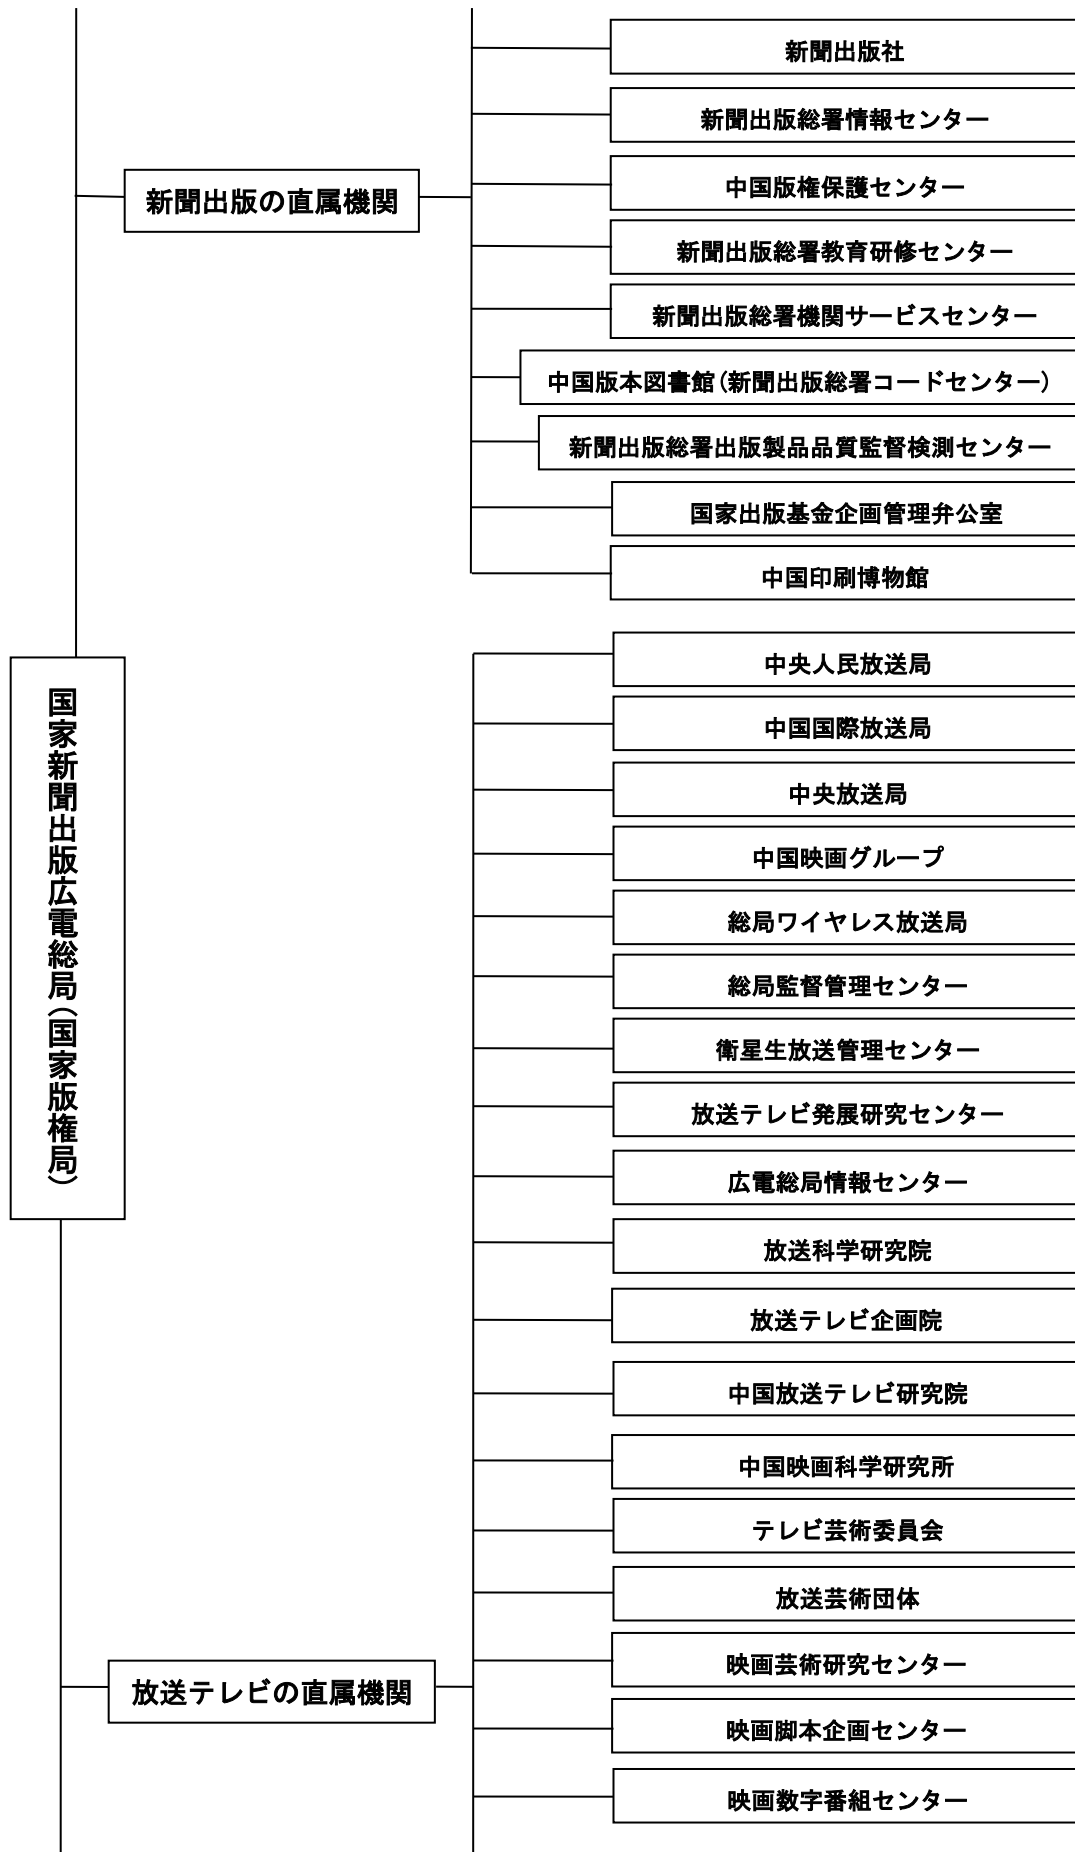 新聞出版社
新聞出版総署情報センター
中国版権保護センター
新聞出版の直属機関
新聞出版総署教育研修センター
新聞出版総署機関サービスセンター
中国版本図書館(新聞出版総署コードセンター)
新聞出版総署出版製品品質監督検測センター
国家出版基金企画管理弁公室
中国印刷博物館
国家新聞出版広電総局(国家版権局)
中央人民放送局
中国国際放送局
中央放送局
中国映画グループ
総局ワイヤレス放送局
総局監督管理センター
衛星生放送管理センター
放送テレビ発展研究センター
広電総局情報センター
放送科学研究院
放送テレビ企画院
中国放送テレビ研究院
中国映画科学研究所
テレビ芸術委員会
放送芸術団体
映画芸術研究センター
放送テレビの直属機関
映画脚本企画センター
映画数字番組センター